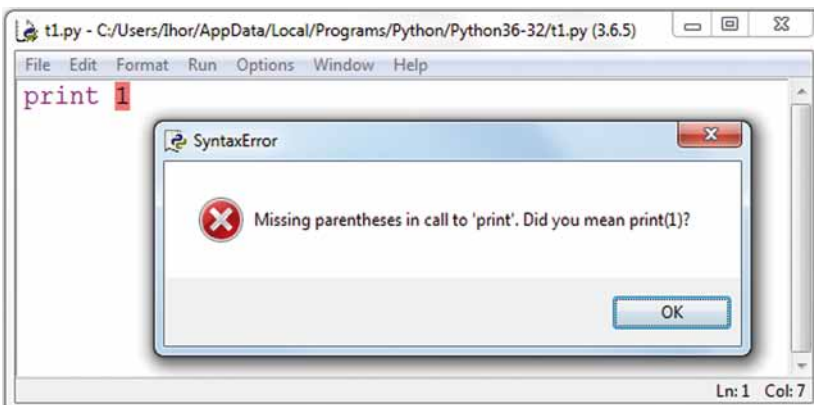 t1.py - C:/Users/Ihor/AppData/Local/Programs/Python/Python36-32/t1.py (3.6.5)
File Edit Format Run Options Window Help
print 1
SyntaxError
Missing parentheses in call to 'print'. Did you mean print(1)?
OK
Ln: 1 Col: 7